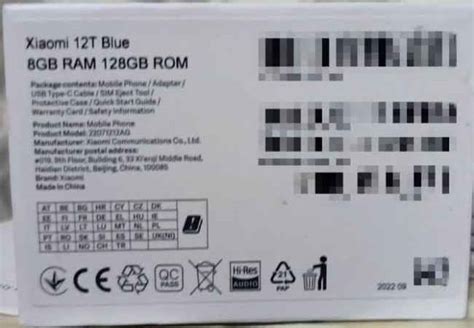 Xiaomi 12T Blue
8GB RAM 128GB ROM
Package contents: Mobile Phone / Adapter /
USB Type-C Cable / SIM Eject Tool /
Protective Case / Quick Start Guide /
Warranty Card / Safety Information
Product Name: Mobile Phone
Product Model: 22071212AG
Manufacturer: Xiaomi Communications Co., Ltd.
Manufacturer postal address:
#019, 9th Floor, Building 6, 33 Xi'erqi Middle Road,
Haidian District, Beijing, China, 100085
Brand: Xiaomi
Made in China
AT BE BG HR CY CZ DK
EE FI FR DE EL HU IE
IT LV LT LU MT NL PL
PT RO SK SI ES SE UK(NI)
IS LI NO CH TR
CE
QC PASS
Hi-Res
AUDIO
21
PAP
2022 09